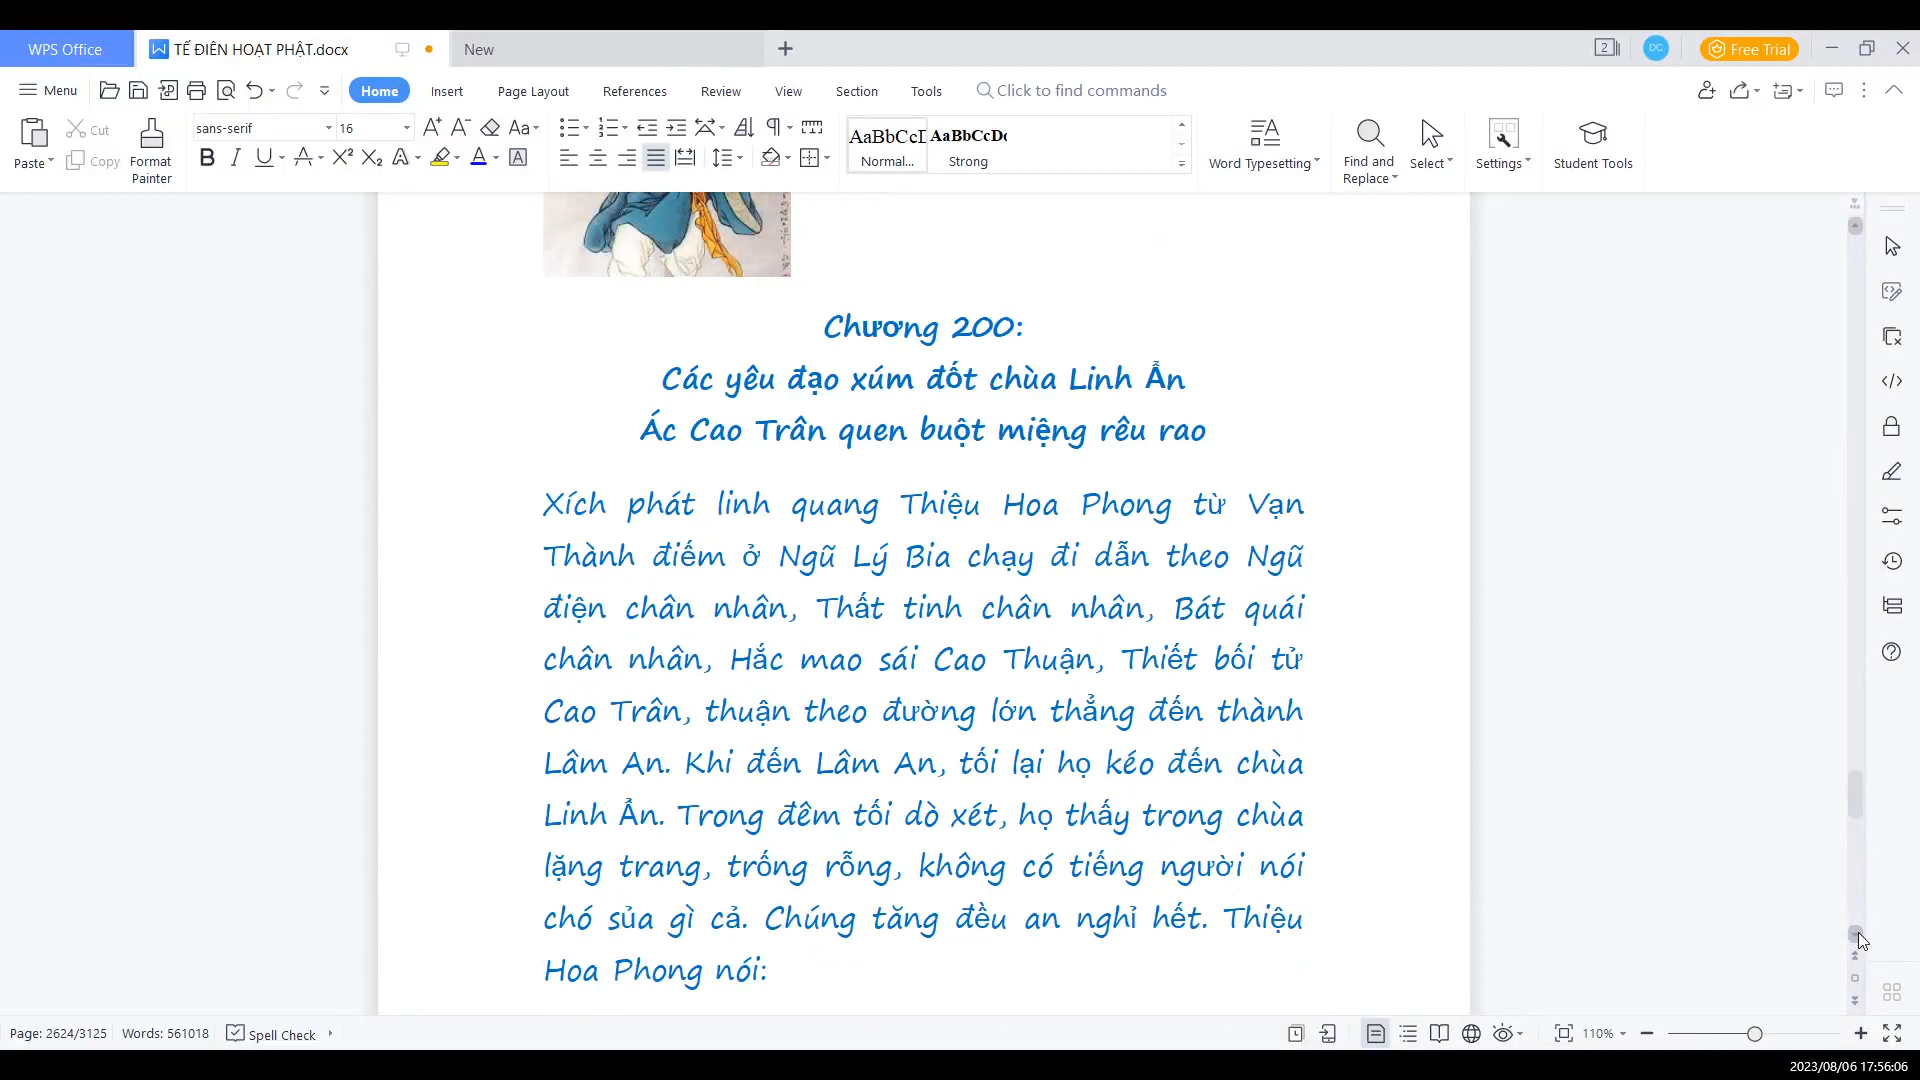 WPS Office
TẾ ĐIÊN HOẠT PHẬT.docx
New
2
DC
Free Trial
Menu
Home
Insert
Page Layout
References
Review
View
Section
Tools
Click to find commands
Paste
Cut
Copy
Format
Painter
sans-serif
16
AaBbCcD
Normal...
AaBbCcDc
Strong
Word Typesetting
Find and
Replace
Select
Settings
Student Tools
Chương 200:
Các yêu đạo xúm đốt chùa Linh Ẩn
Ác Cao Trân quen buột miệng rêu rao
Xích phát linh quang Thiệu Hoa Phong từ Vạn
Thành điếm ở Ngũ Lý Bia chạy đi dẫn theo Ngũ
điện chân nhân, Thất tinh chân nhân, Bát quái
chân nhân, Hắc mao sái Cao Thuận, Thiết bối tử
Cao Trân, thuận theo đường lớn thẳng đến thành
Lâm An. Khi đến Lâm An, tối lại họ kéo đến chùa
Linh Ẩn. Trong đêm tối dò xét, họ thấy trong chùa
lặng trang, trống rỗng, không có tiếng người nói
chó sủa gì cả. Chúng tăng đều an nghỉ hết. Thiệu
Hoa Phong nói:
Page: 2624/3125
Words: 561018
Spell Check
110%
2023/08/06 17:56:06